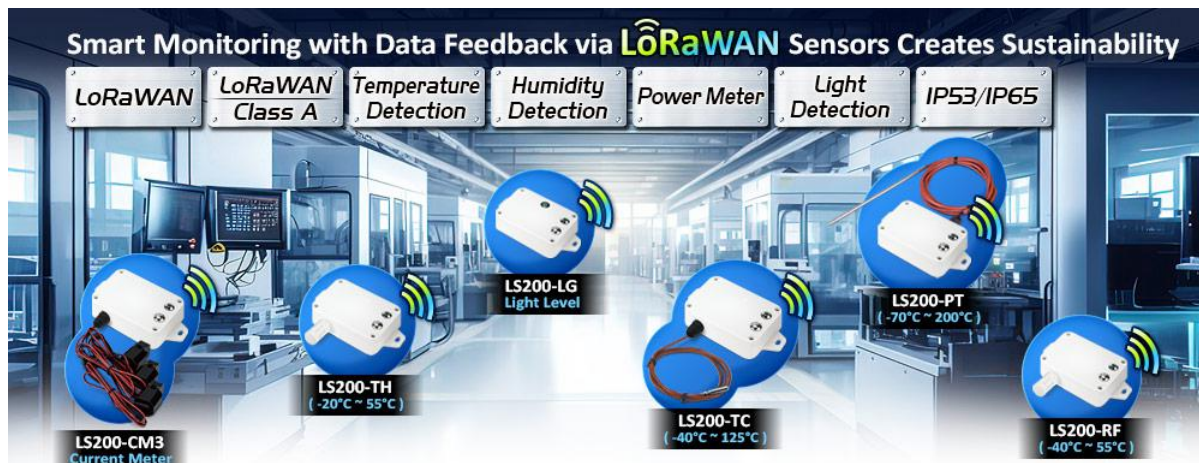 Smart Monitoring with Data Feedback via LoRaWAN Sensors Creates Sustainability
LoRaWAN
LoRaWAN
Class A
Temperature
Detection
Humidity
Detection
Power Meter
Light
Detection
IP53/IP65
LS200-LG
Light Level
LS200-PT
( -70°C ~ 200°C )
LS200-TH
( -20°C ~ 55°C )
LS200-TC
( -40°C ~ 125°C )
LS200-RF
( -40°C ~ 55°C )
LS200-CM3
Current Meter